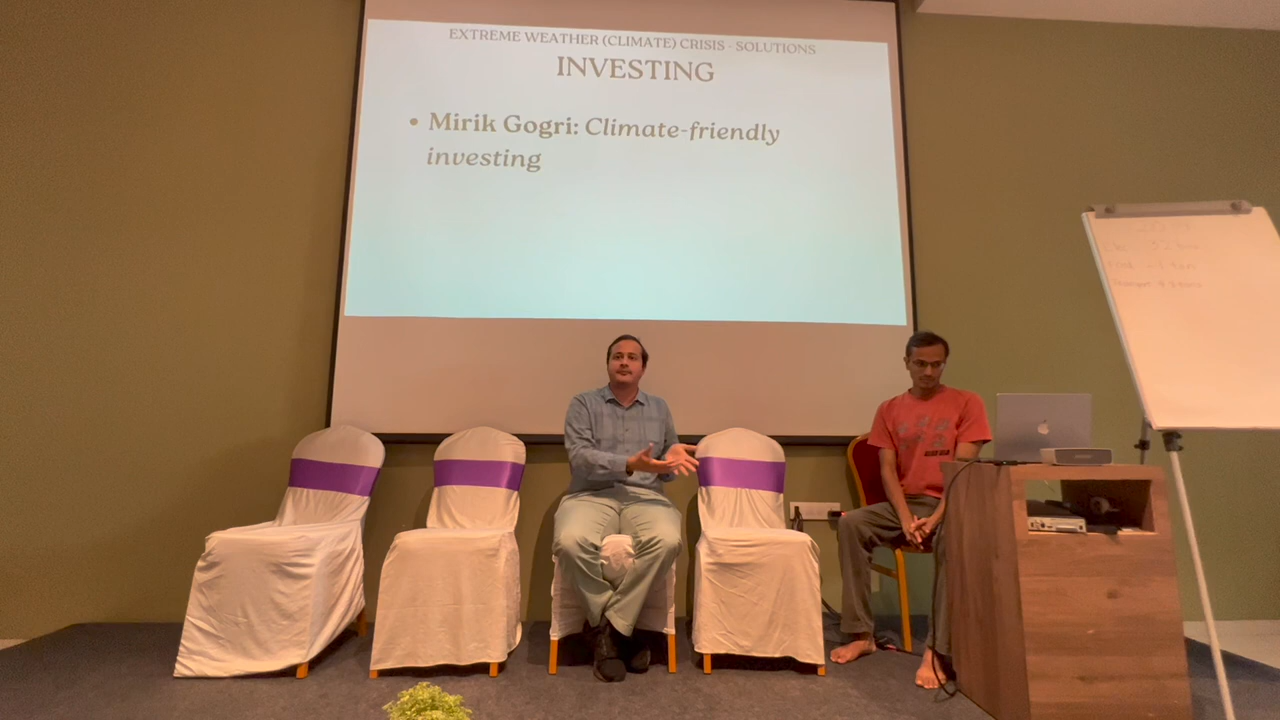 EXTREME WEATHER (CLIMATE) CRISIS - SOLUTIONS
INVESTING
• Mirik Gogri: Climate-friendly
investing